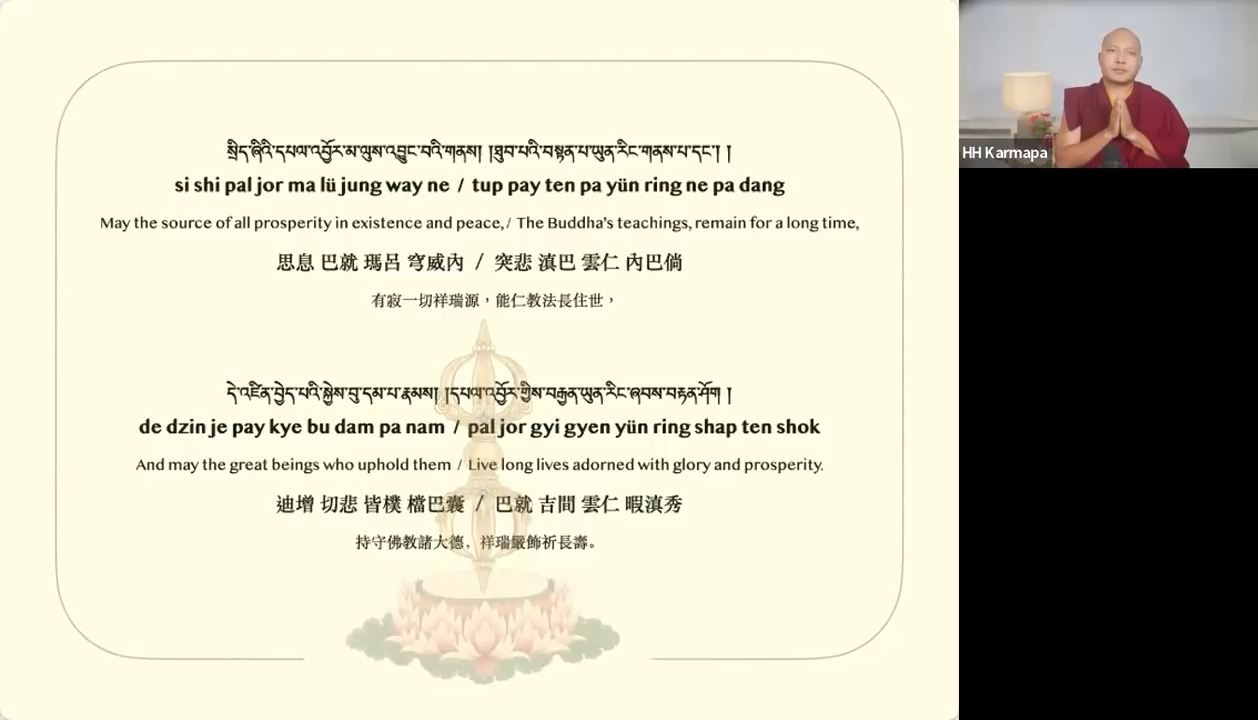 སྲིད་ཞིའི་དཔལ་འབྱོར་མ་ལུས་འབྱུང་བའི་གནས། །ཐུབ་པའི་བསྟན་པ་ཡུན་རིང་གནས་པ་དང་། །
si shi pal jor ma lü jung way ne / tup pay ten pa yün ring ne pa dang
May the source of all prosperity in existence and peace, / The Buddha's teachings, remain for a long time,
思息 巴就 瑪呂 穹威內 / 突悲 滇巴 雲仁 內巴倘
有寂一切祥瑞源，能仁教法長住世，
དེ་འཛིན་བྱེད་པའི་སྐྱེས་བུ་དམ་པ་རྣམས། །དཔལ་འབྱོར་གྱིས་བརྒྱན་ཡུན་རིང་ཞབས་བརྟན་ཤོག །
de dzin je pay kye bu dam pa nam / pal jor gyi gyen yün ring shap ten shok
And may the great beings who uphold them / Live long lives adorned with glory and prosperity.
迪增 切悲 皆樸 檔巴囊 / 巴就 吉間 雲仁 暇滇秀
持守佛教諸大德，祥瑞嚴飾祈長壽。
HH Karmapa